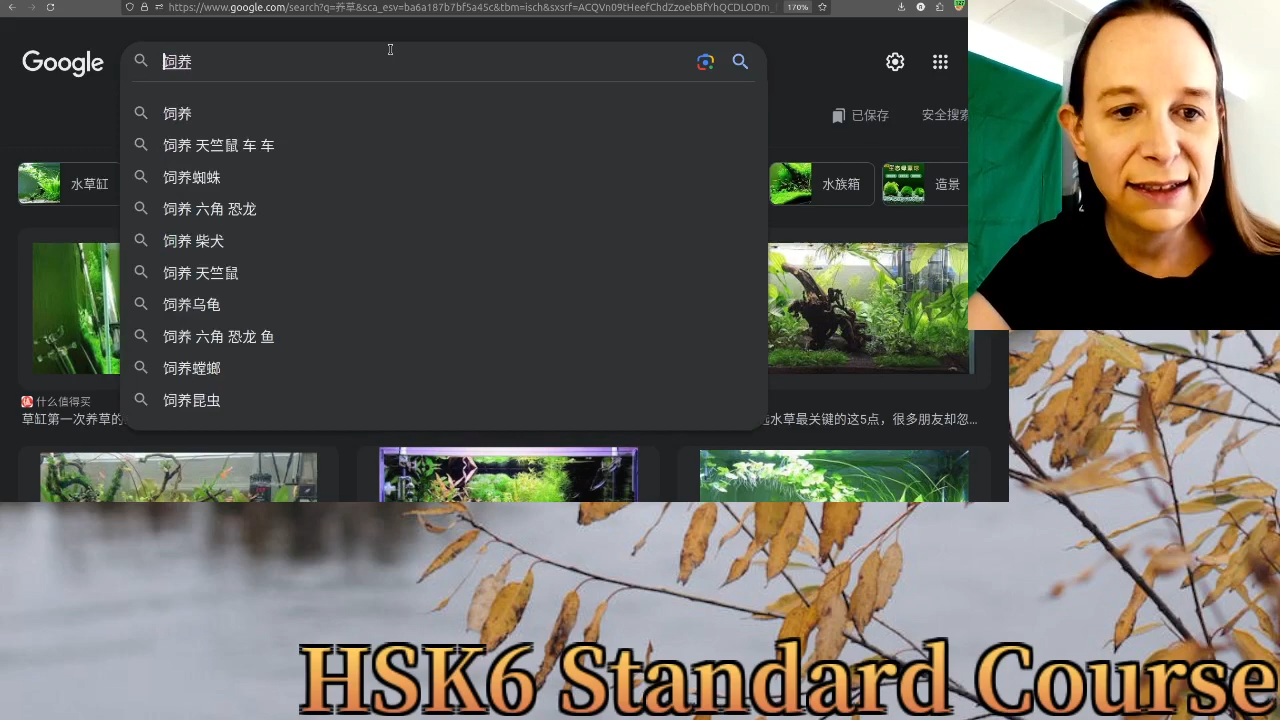 https://www.google.com/search?q=养草&sca_esv=ba6a187b7bf5a45c&tbm=isch&sxsrf=ACQVn09tHeefChdZzoebBfYhQCDLODm_
170%
Google
饲养
饲养
饲养 天竺鼠 车 车
饲养蜘蛛
饲养 六角 恐龙
饲养 柴犬
饲养 天竺鼠
饲养乌鱼
饲养 六角 恐龙 鱼
饲养螳螂
饲养昆虫
已保存
安全搜索
水草缸
水族箱
造景
什么值得买
草缸第一次养草的
选水草最关键的这5点，很多朋友却忽...
HSK6 Standard Course